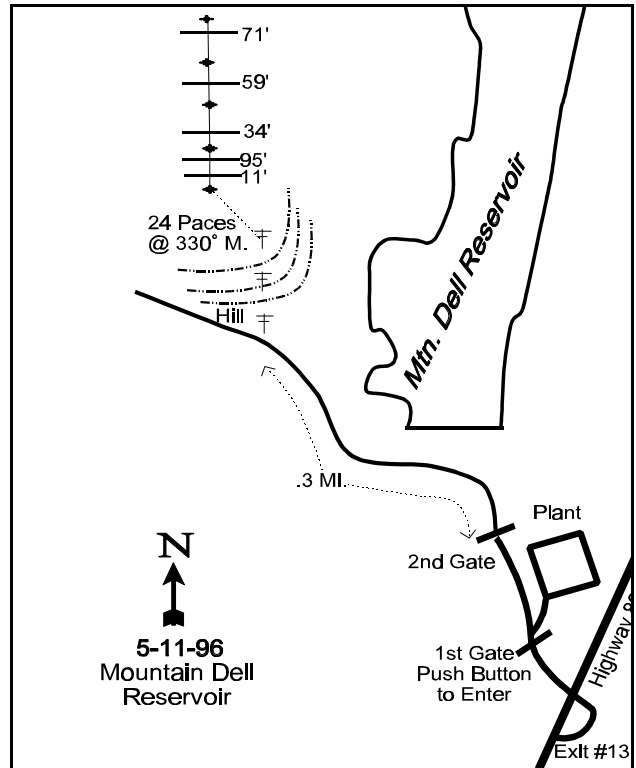 71'
59'
34'
95'
11'
24 Paces
@ 330° M.
Hill
Mtn. Dell Reservoir
.3 MI.
Plant
2nd Gate
N
5-11-96
Mountain Dell
Reservoir
1st Gate
Push Button
to Enter
Highway
Exit #13